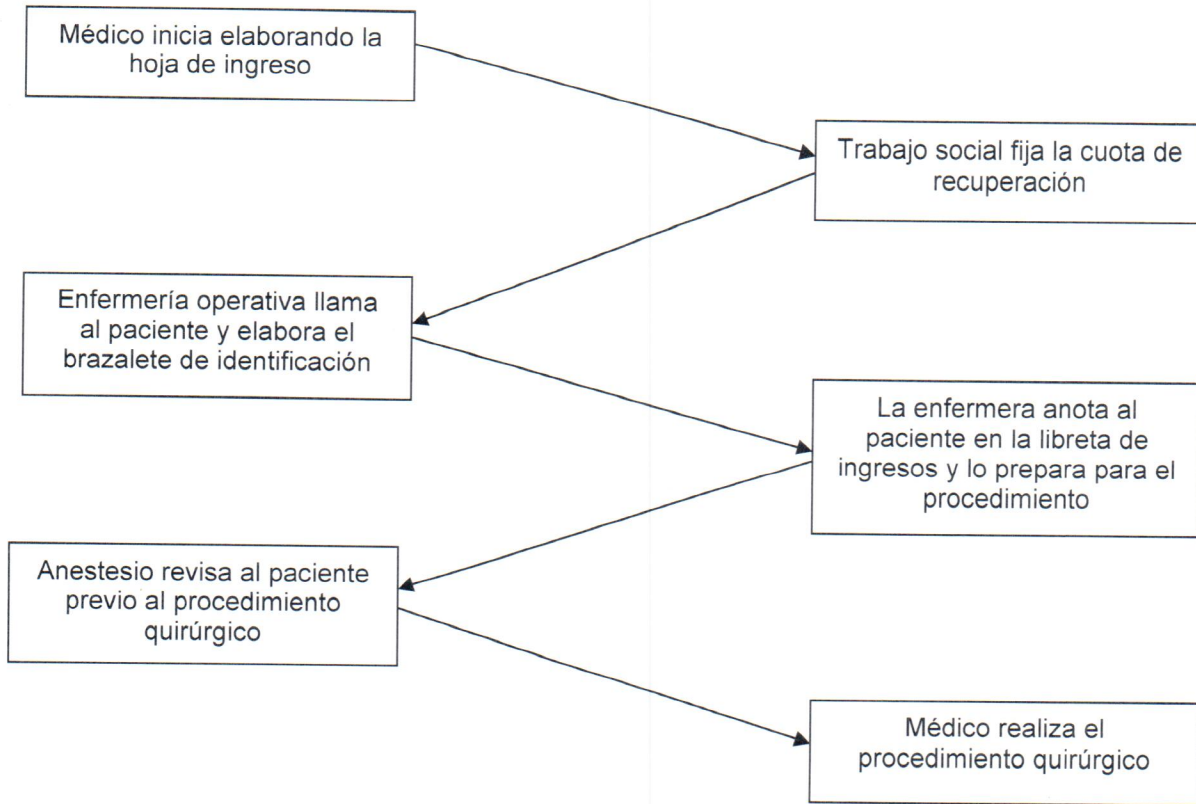 Médico inicia elaborando la
hoja de ingreso
Trabajo social fija la cuota de
recuperación
Enfermería operativa llama
al paciente y elabora el
brazalete de identificación
La enfermera anota al
paciente en la libreta de
ingresos y lo prepara para el
procedimiento
Anestesio revisa al paciente
previo al procedimiento
quirúrgico
Médico realiza el
procedimiento quirúrgico